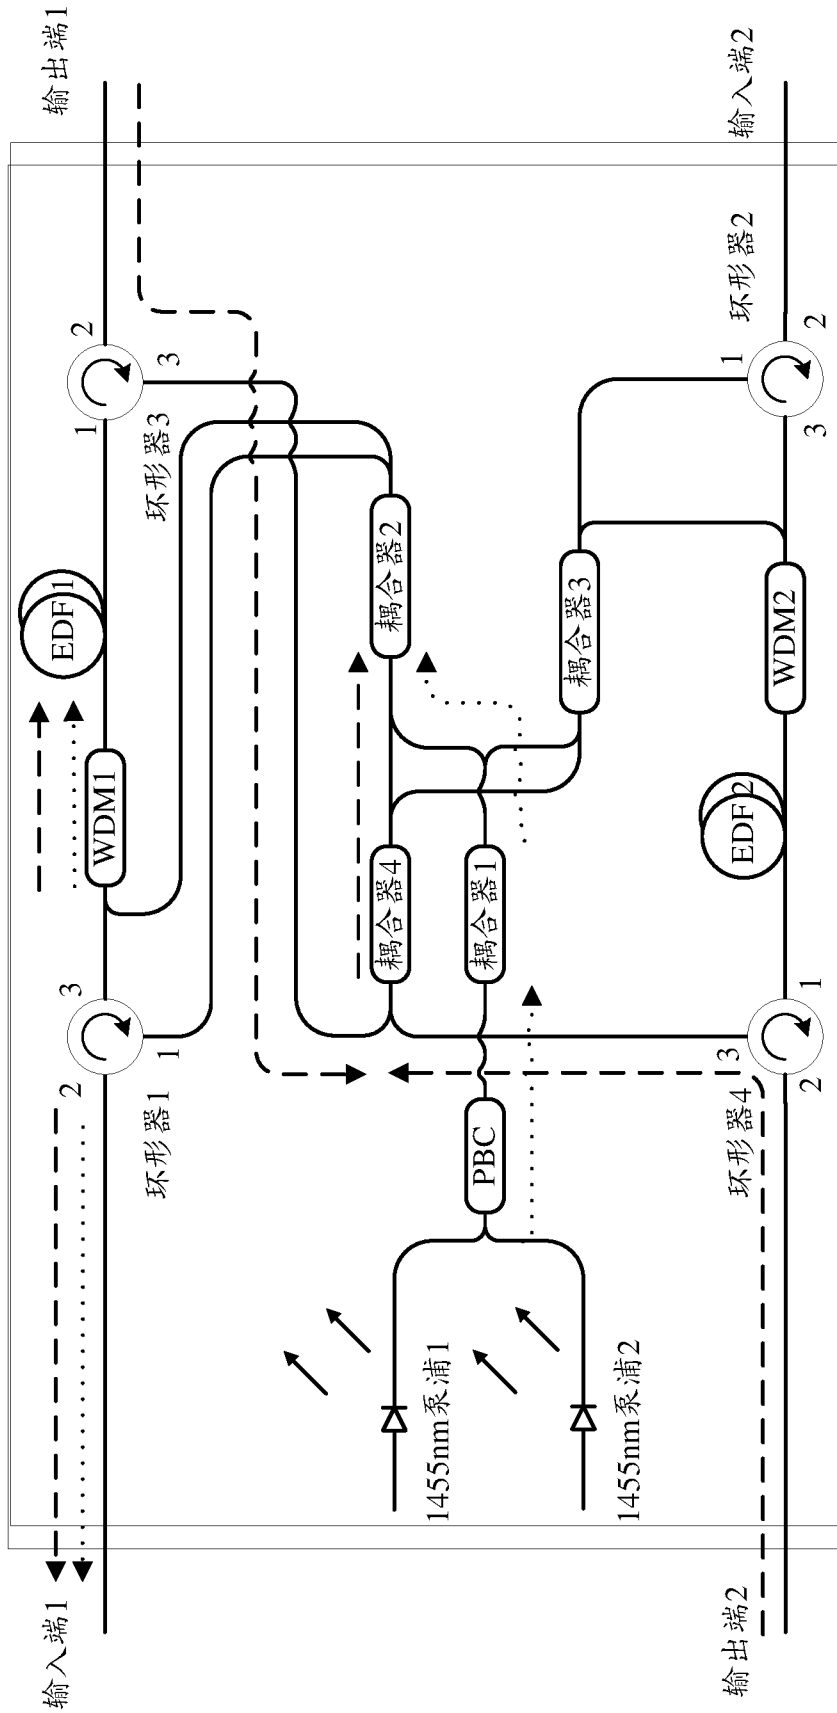 输入端1
2
3
WDM1
EDF1
1
2
输出端1
环形器1
1
环形器3
3
1455nm泵浦1
耦合器4
耦合器2
PBC
耦合器1
1455nm泵浦2
耦合器3
输出端2
环形器4
3
2
1
EDF2
WDM2
1
3
环形器2
2
输入端2